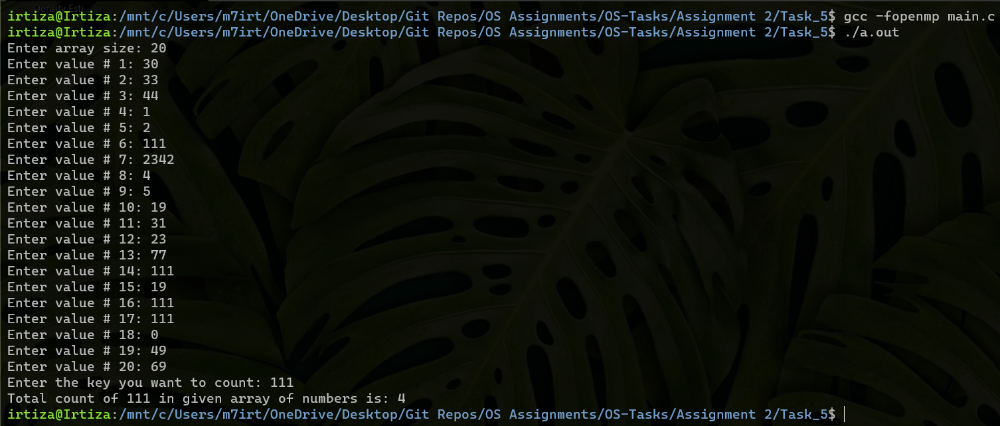 Density Esti
irtiza@Irtiza:/mnt/c/Users/m7irt/OneDrive/Desktop/Git Repos/OS Assignments/OS-Tasks/Assignment 2/Task_5$ gcc -fopenmp main.c
irtiza@Irtiza:/mnt/c/Users/m7irt/OneDrive/Desktop/Git Repos/OS Assignments/OS-Tasks/Assignment 2/Task_5$ ./a.out
Enter array size: 20
Enter value # 1: 30
Enter value # 2: 33
Enter value # 3: 44
Enter value # 4: 1
Enter value # 5: 2
Enter value # 6: 111
Enter value # 7: 2342
Enter value # 8: 4
Enter value # 9: 5
Enter value # 10: 19
Enter value # 11: 31
Enter value # 12: 23
Enter value # 13: 77
Enter value # 14: 111
Enter value # 15: 19
Enter value # 16: 111
Enter value # 17: 111
Enter value # 18: 0
Enter value # 19: 49
Enter value # 20: 69
Enter the key you want to count: 111
Total count of 111 in given array of numbers is: 4
irtiza@Irtiza:/mnt/c/Users/m7irt/OneDrive/Desktop/Git Repos/OS Assignments/OS-Tasks/Assignment 2/Task_5$